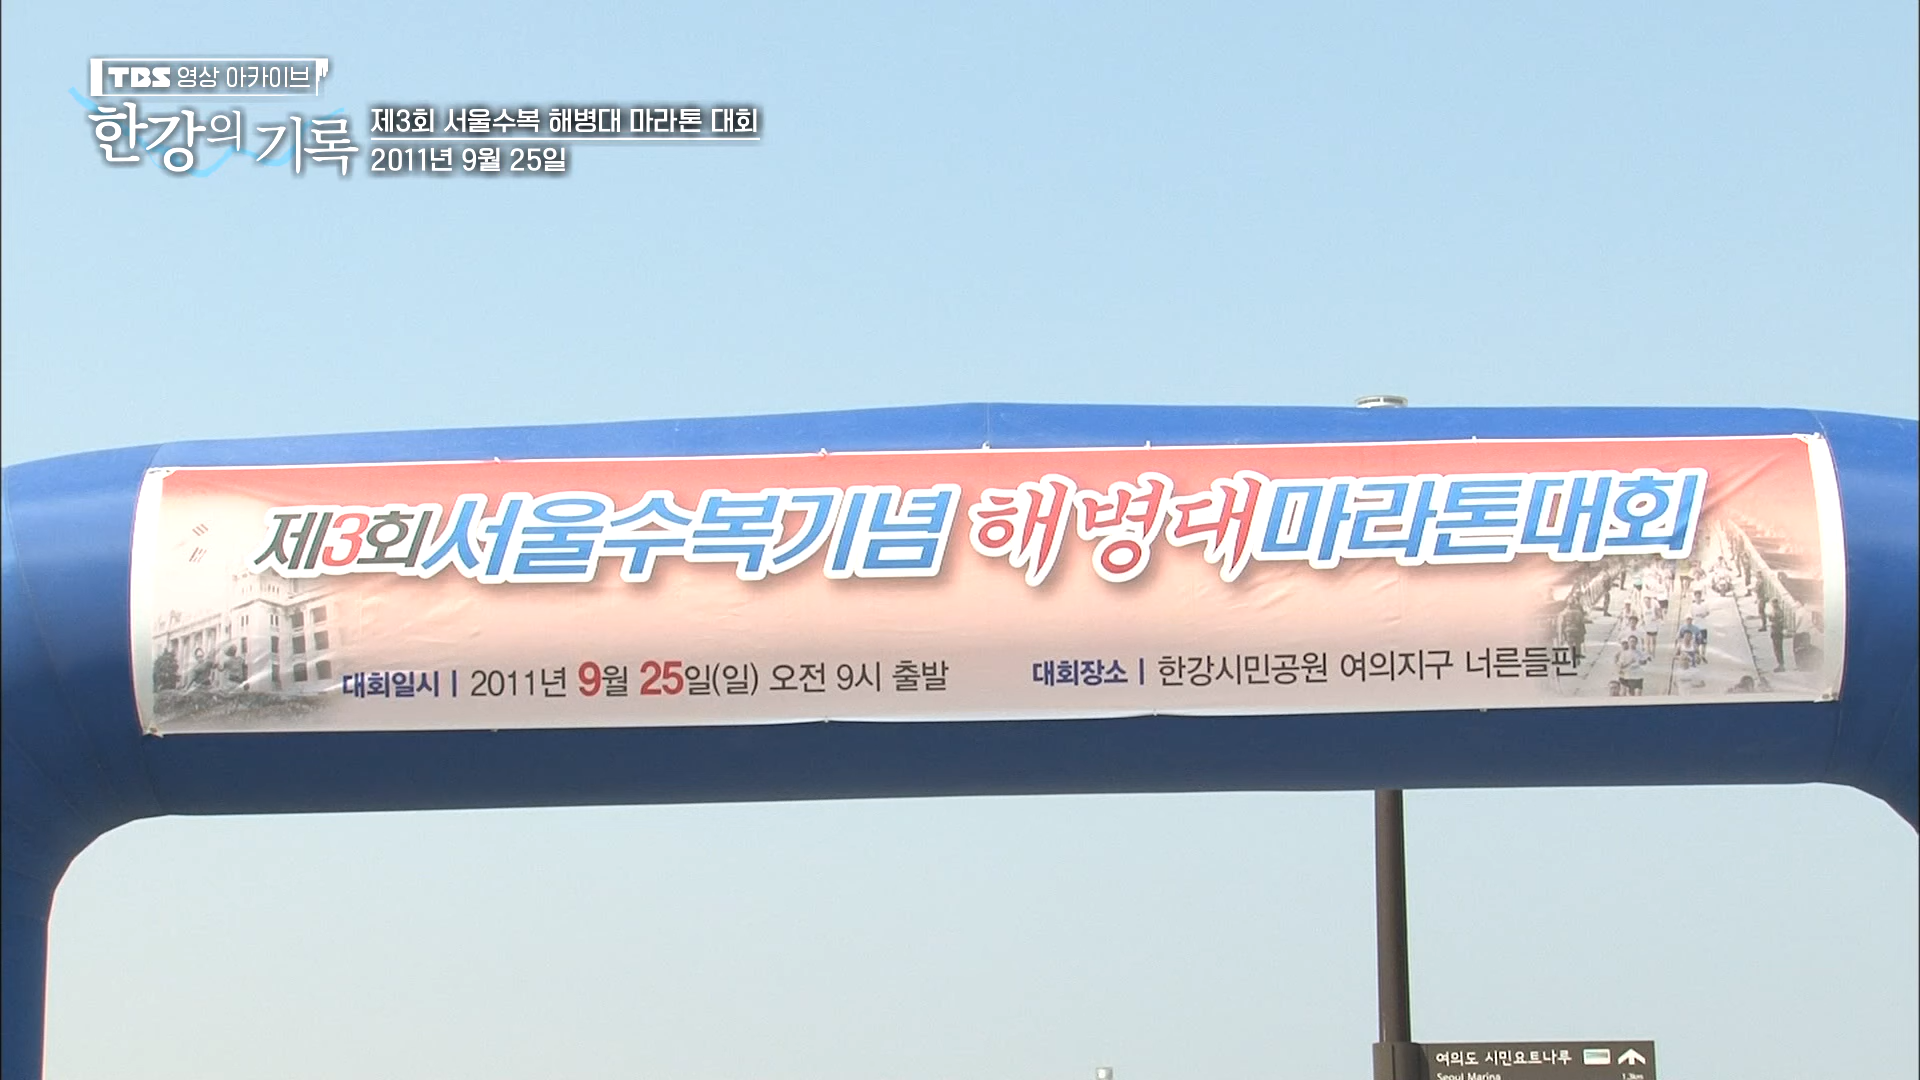 TBS 영상 아카이브
한강의 기록
제3회 서울수복 해병대 마라톤 대회
2011년 9월 25일
제3회서울수복기념 해병대마라톤대회
대회일시 | 2011년 9월 25일(일) 오전 9시 출발
대회장소 | 한강시민공원 여의지구 너른들판
여의도 시민요트나루
Seoul Marina 1.3km